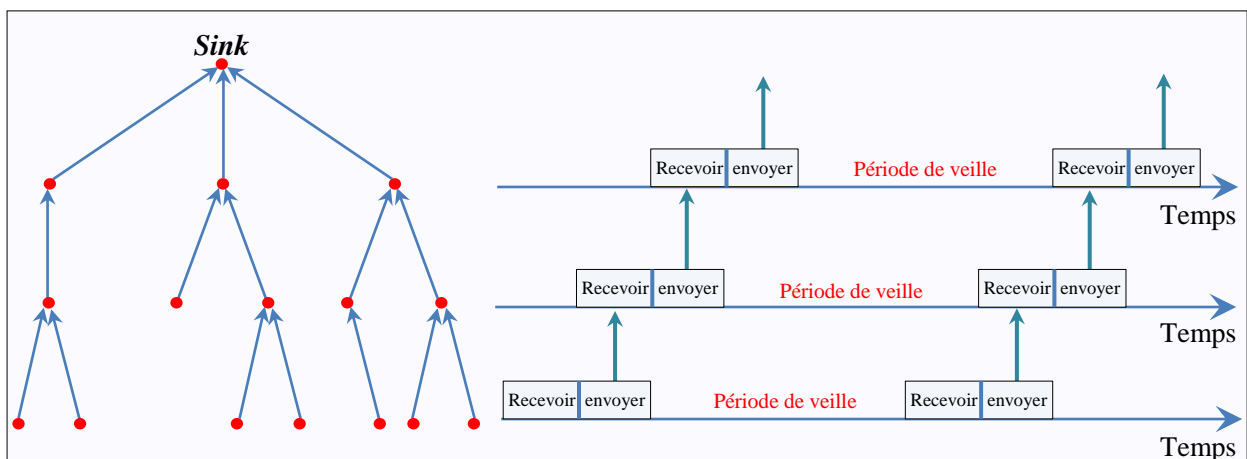 Sink
Recevoir envoyer Période de veille Recevoir envoyer
Temps
Recevoir envoyer Période de veille Recevoir envoyer
Temps
Recevoir envoyer Période de veille Recevoir envoyer
Temps